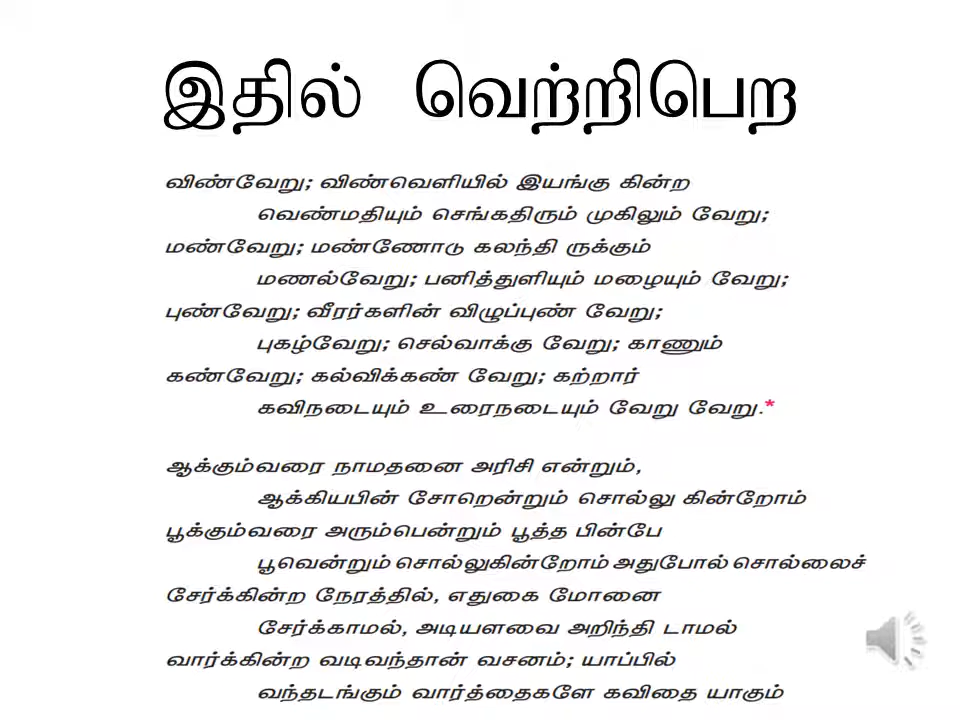 இதில் வெற்றிபெற
விண்வேறு; விண்வெளியில் இயங்கு கின்ற
வெண்மதியும் செங்கதிரும் முகிலும் வேறு;
மண்வேறு; மண்ணோடு கலந்தி ருக்கும்
மணல்வேறு; பனித்துளியும் மழையும் வேறு;
புண்வேறு; வீரர்களின் விழுப்புண் வேறு;
புகழ்வேறு; செல்வாக்கு வேறு; காணும்
கண்வேறு; கல்விக்கண் வேறு; கற்றார்
கவிநடையும் உரைநடையும் வேறு வேறு.*
ஆக்கும்வரை நாமதனை அரிசி என்றும்,
ஆக்கியபின் சோறென்றும் சொல்லு கின்றோம்
பூக்கும்வரை அரும்பென்றும் பூத்த பின்பே
பூவென்றும் சொல்லுகின்றோம் அதுபோல் சொல்லைச்
சேர்க்கின்ற நேரத்தில், எதுகை மோனை
சேர்க்காமல், அடியளவை அறிந்தி டாமல்
வார்க்கின்ற வடிவந்தான் வசனம்; யாப்பில்
வந்தடங்கும் வார்த்தைகளே கவிதை யாகும்